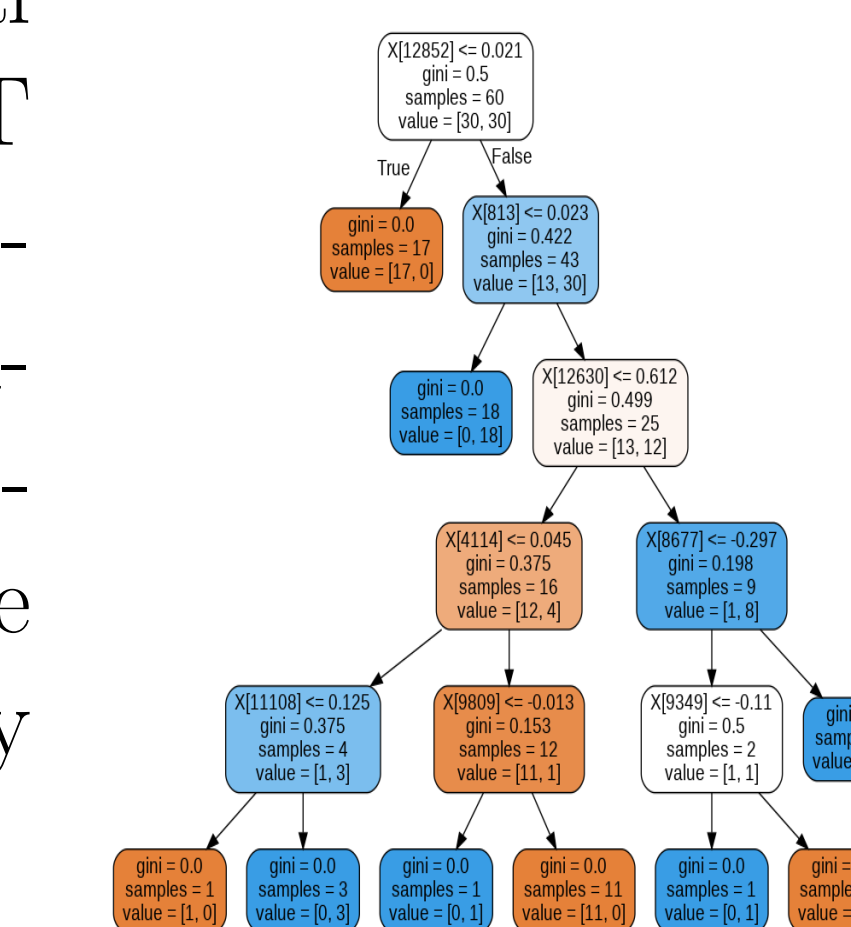 T
-
-
-
e
y
X[12852] <= 0.021
gini = 0.5
samples = 60
value = [30, 30]
True
False
gini = 0.0
samples = 17
value = [17, 0]
X[813] <= 0.023
gini = 0.422
samples = 43
value = [13, 30]
gini = 0.0
samples = 18
value = [0, 18]
X[12630] <= 0.612
gini = 0.499
samples = 25
value = [13, 12]
X[4114] <= 0.045
gini = 0.375
samples = 16
value = [12, 4]
X[8677] <= -0.297
gini = 0.198
samples = 9
value = [1, 8]
X[11108] <= 0.125
gini = 0.375
samples = 4
value = [1, 3]
X[9809] <= -0.013
gini = 0.153
samples = 12
value = [11, 1]
X[9349] <= -0.11
gini = 0.5
samples = 2
value = [1, 1]
gini
samp
value
gini = 0.0
samples = 1
value = [1, 0]
gini = 0.0
samples = 3
value = [0, 3]
gini = 0.0
samples = 1
value = [0, 1]
gini = 0.0
samples = 11
value = [11, 0]
gini = 0.0
samples = 1
value = [0, 1]
gini =
sample
value =